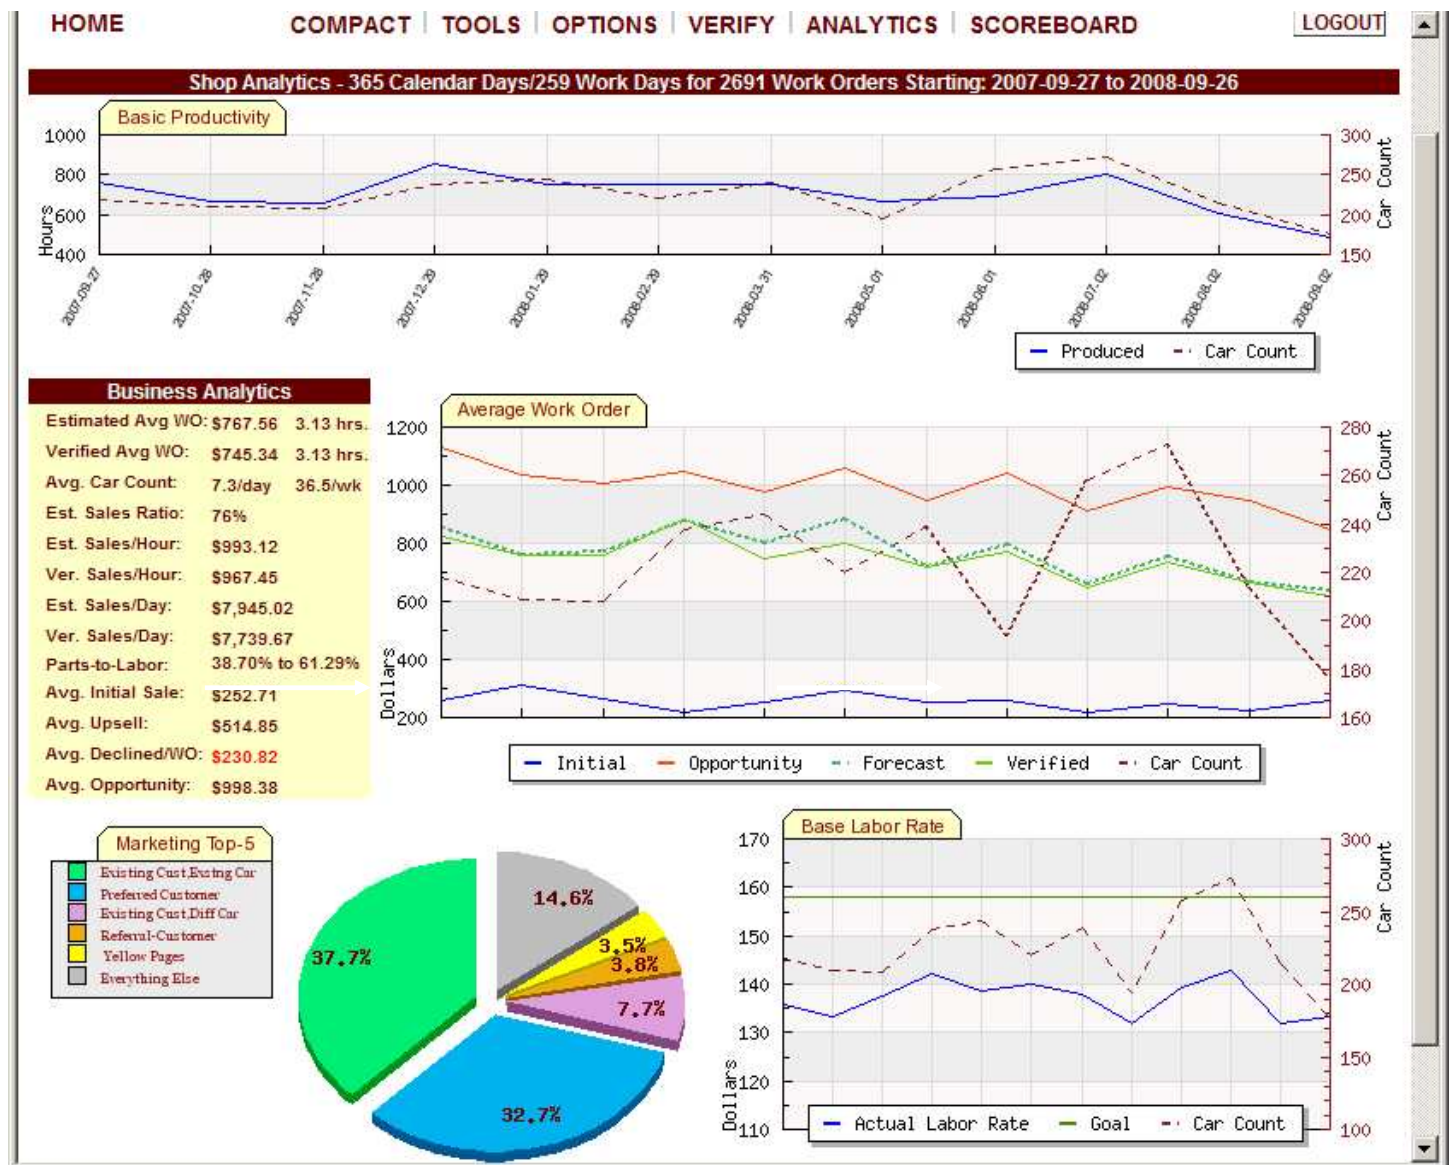 HOME COMPACT TOOLS OPTIONS VERIFY ANALYTICS SCOREBOARD LOGOUT
Shop Analytics - 365 Calendar Days/259 Work Days for 2691 Work Orders Starting: 2007-09-27 to 2008-09-26
Basic Productivity
1000
800
600
400
Hours
300
250
200
150
Car Count
2007-09-27 2007-10-28 2007-11-28 2007-12-29 2008-01-29 2008-02-29 2008-03-31 2008-05-01 2008-06-01 2008-07-02 2008-08-02 2008-09-02
Produced Car Count
Business Analytics
Estimated Avg WO: $767.56 3.13 hrs.
Verified Avg WO: $745.34 3.13 hrs.
Avg. Car Count: 7.3/day 36.5/wk
Est. Sales Ratio: 76%
Est. Sales/Hour: $993.12
Ver. Sales/Hour: $967.45
Est. Sales/Day: $7,945.02
Ver. Sales/Day: $7,739.67
Parts-to-Labor: 38.70% to 61.29%
Avg. Initial Sale: $252.71
Avg. Upsell: $514.85
Avg. Declined/WO: $230.82
Avg. Opportunity: $998.38
Average Work Order
1200
1000
800
600
400
200
Dollars
280
260
240
220
200
180
160
Car Count
Initial Opportunity Forecast Verified Car Count
Marketing Top-5
Existing Cust,Exstng Car
Preferred Customer
Existing Cust,Diff Car
Referral-Customer
Yellow Pages
Everything Else
14.6%
3.5%
3.8%
7.7%
32.7%
37.7%
Base Labor Rate
170
160
150
140
130
120
110
Dollars
300
250
200
150
100
Car Count
Actual Labor Rate Goal Car Count